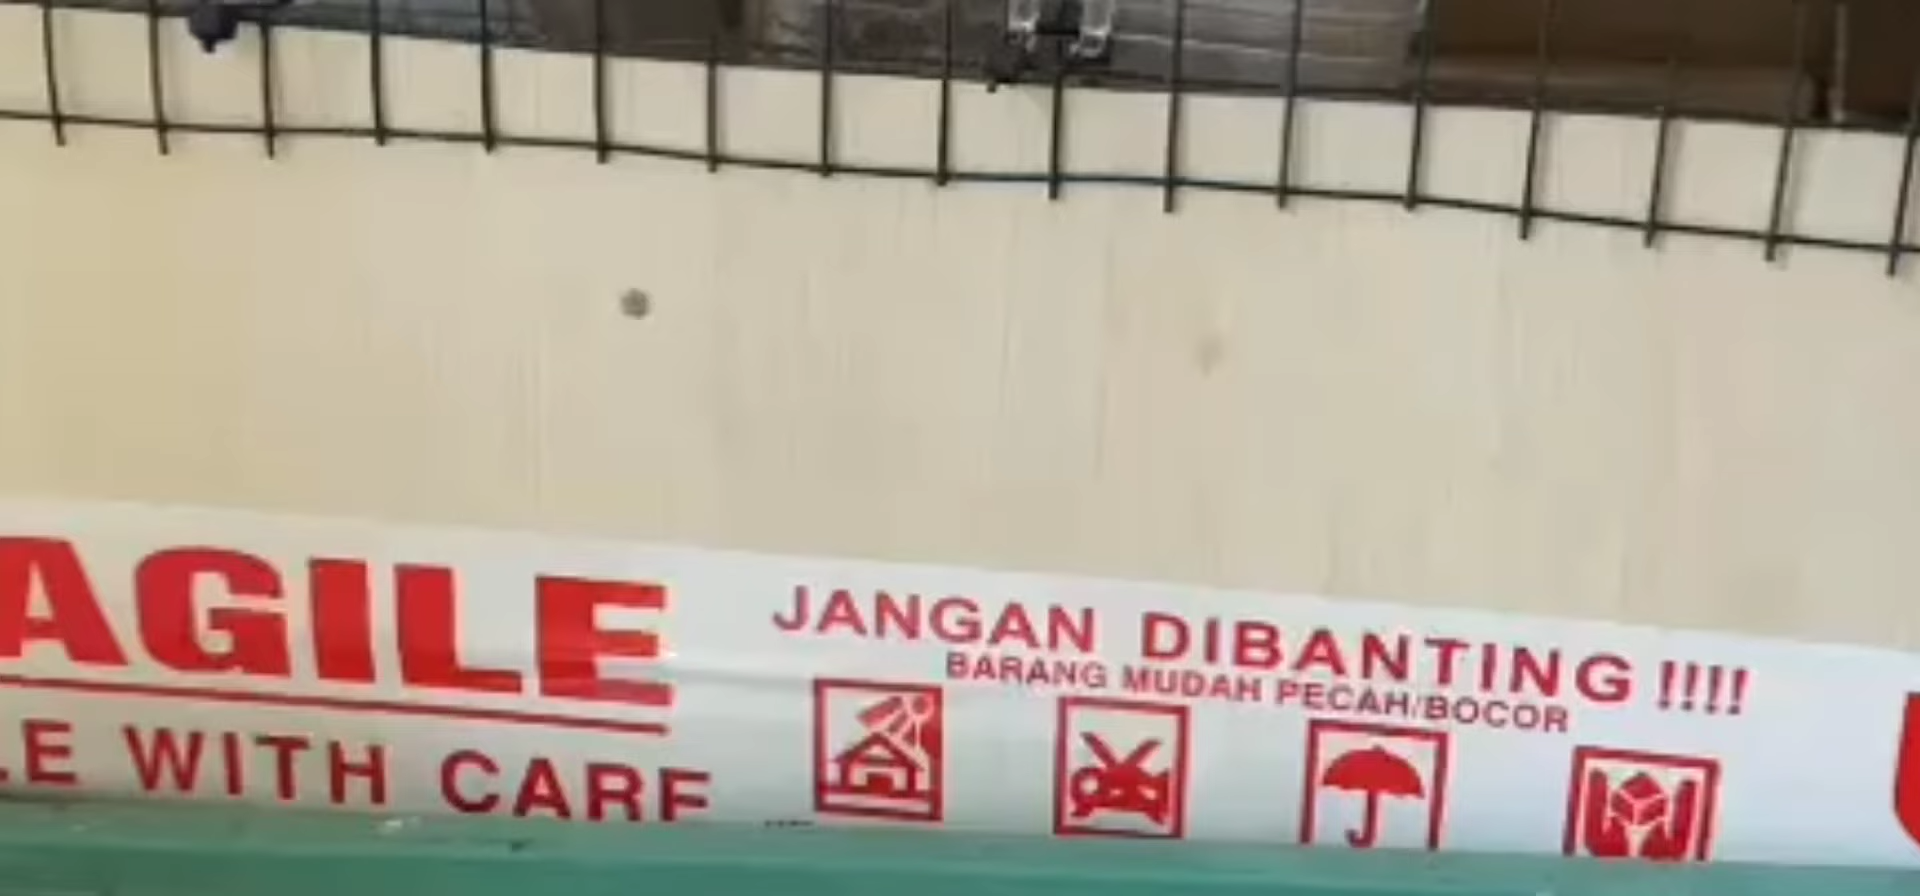 AGILE
LE WITH CARE
JANGAN DIBANTING !!!!
BARANG MUDAH PECAH/BOCOR